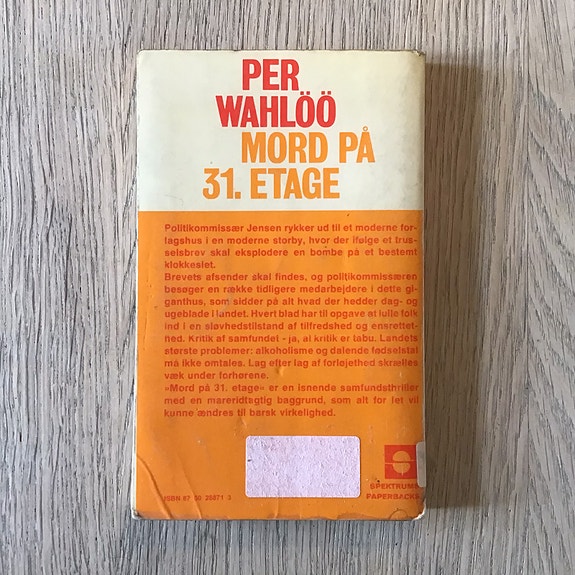 PER
WAHLÖÖ
MORD PÅ
31. ETAGE
Politikommissær Jensen rykker ud til et moderne for-
lagshus i en moderne storby, hvor der ifølge et trus-
selsbrev skal eksplodere en bombe på et bestemt
klokkeslet.
Brevets afsender skal findes, og politikommissæren
besøger en række tidligere medarbejdere i dette gi-
ganthus, som sidder på alt hvad der hedder dag- og
ugeblade i landet. Hvert blad har til opgave at lulle folk
ind i en sløvhedstilstand af tilfredshed og ensrettet-
hed. Kritik af samfundet - ja, al kritik er tabu. Landets
største problemer: alkoholisme og dalende fødselstal
må ikke omtales. Lag efter lag af forløjethed skrælles
væk under forhørene.
»Mord på 31. etage« er en isnende samfundsthriller
med en mareridtagtig baggrund, som alt for let vil
kunne ændres til barsk virkelighed.
ISBN 87 50 25871 3
SPEKTRUMS
PAPERBACKS